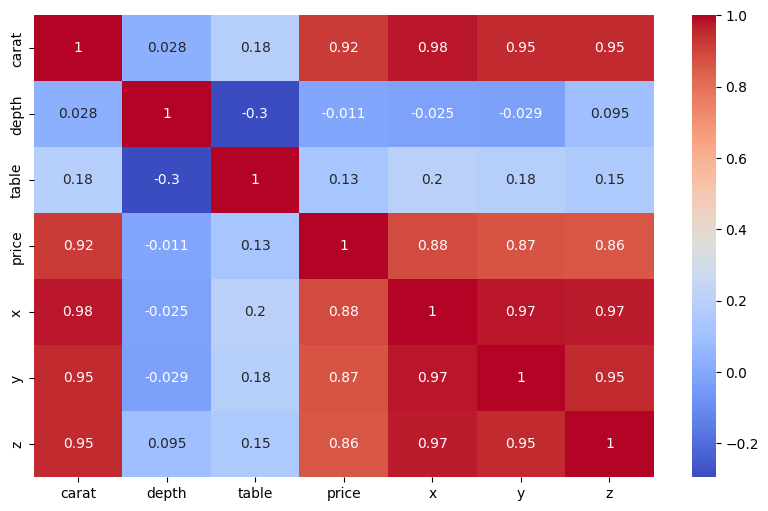 carat 1 0.028 0.18 0.92 0.98 0.95 0.95
depth 0.028 1 -0.3 -0.011 -0.025 -0.029 0.095
table 0.18 -0.3 1 0.13 0.2 0.18 0.15
price 0.92 -0.011 0.13 1 0.88 0.87 0.86
x 0.98 -0.025 0.2 0.88 1 0.97 0.97
y 0.95 -0.029 0.18 0.87 0.97 1 0.95
z 0.95 0.095 0.15 0.86 0.97 0.95 1
carat depth table price x y z
1.0
0.8
0.6
0.4
0.2
0.0
−0.2